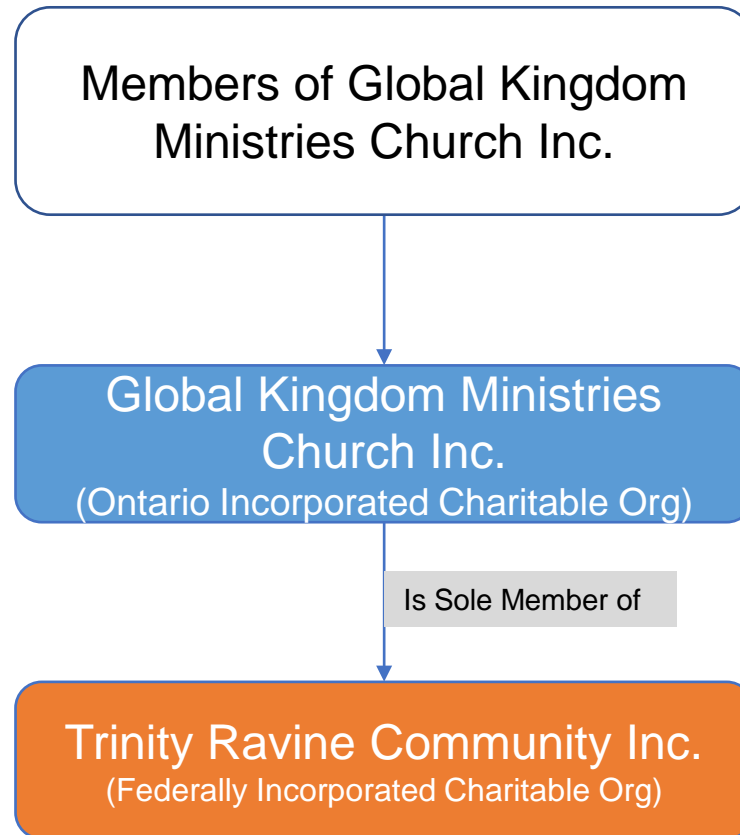 Members of Global Kingdom
Ministries Church Inc.
Global Kingdom Ministries
Church Inc.
(Ontario Incorporated Charitable Org)
Is Sole Member of
Trinity Ravine Community Inc.
(Federally Incorporated Charitable Org)